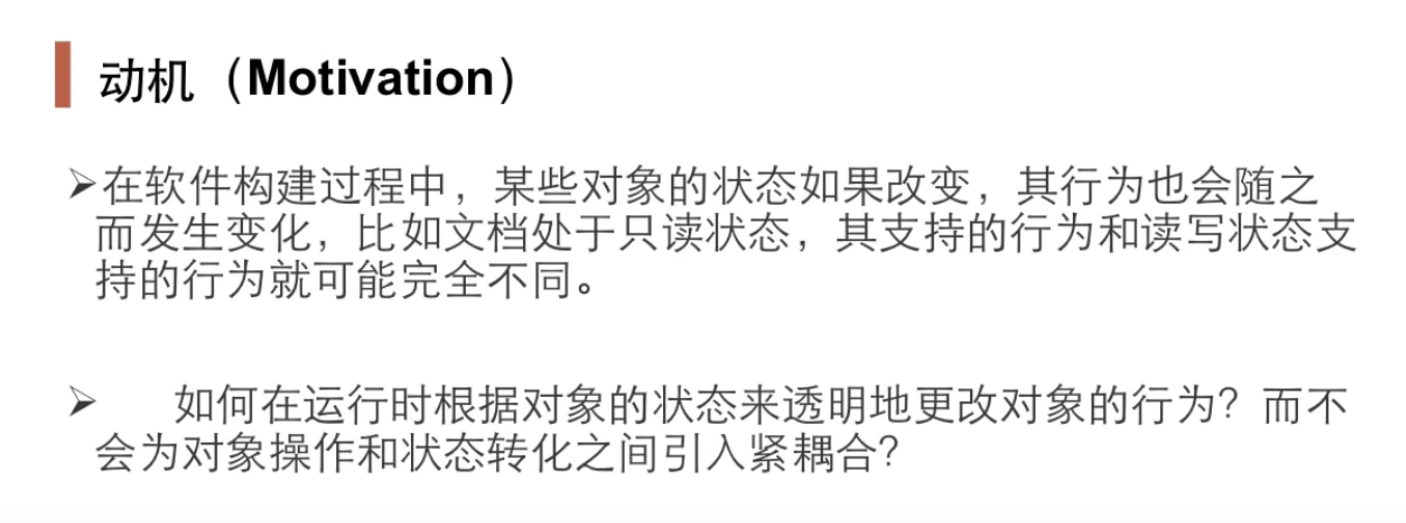 动机（Motivation）
➢在软件构建过程中，某些对象的状态如果改变，其行为也会随之
而发生变化，比如文档处于只读状态，其支持的行为和读写状态支
持的行为就可能完全不同。
➢ 如何在运行时根据对象的状态来透明地更改对象的行为？而不
会为对象操作和状态转化之间引入紧耦合？